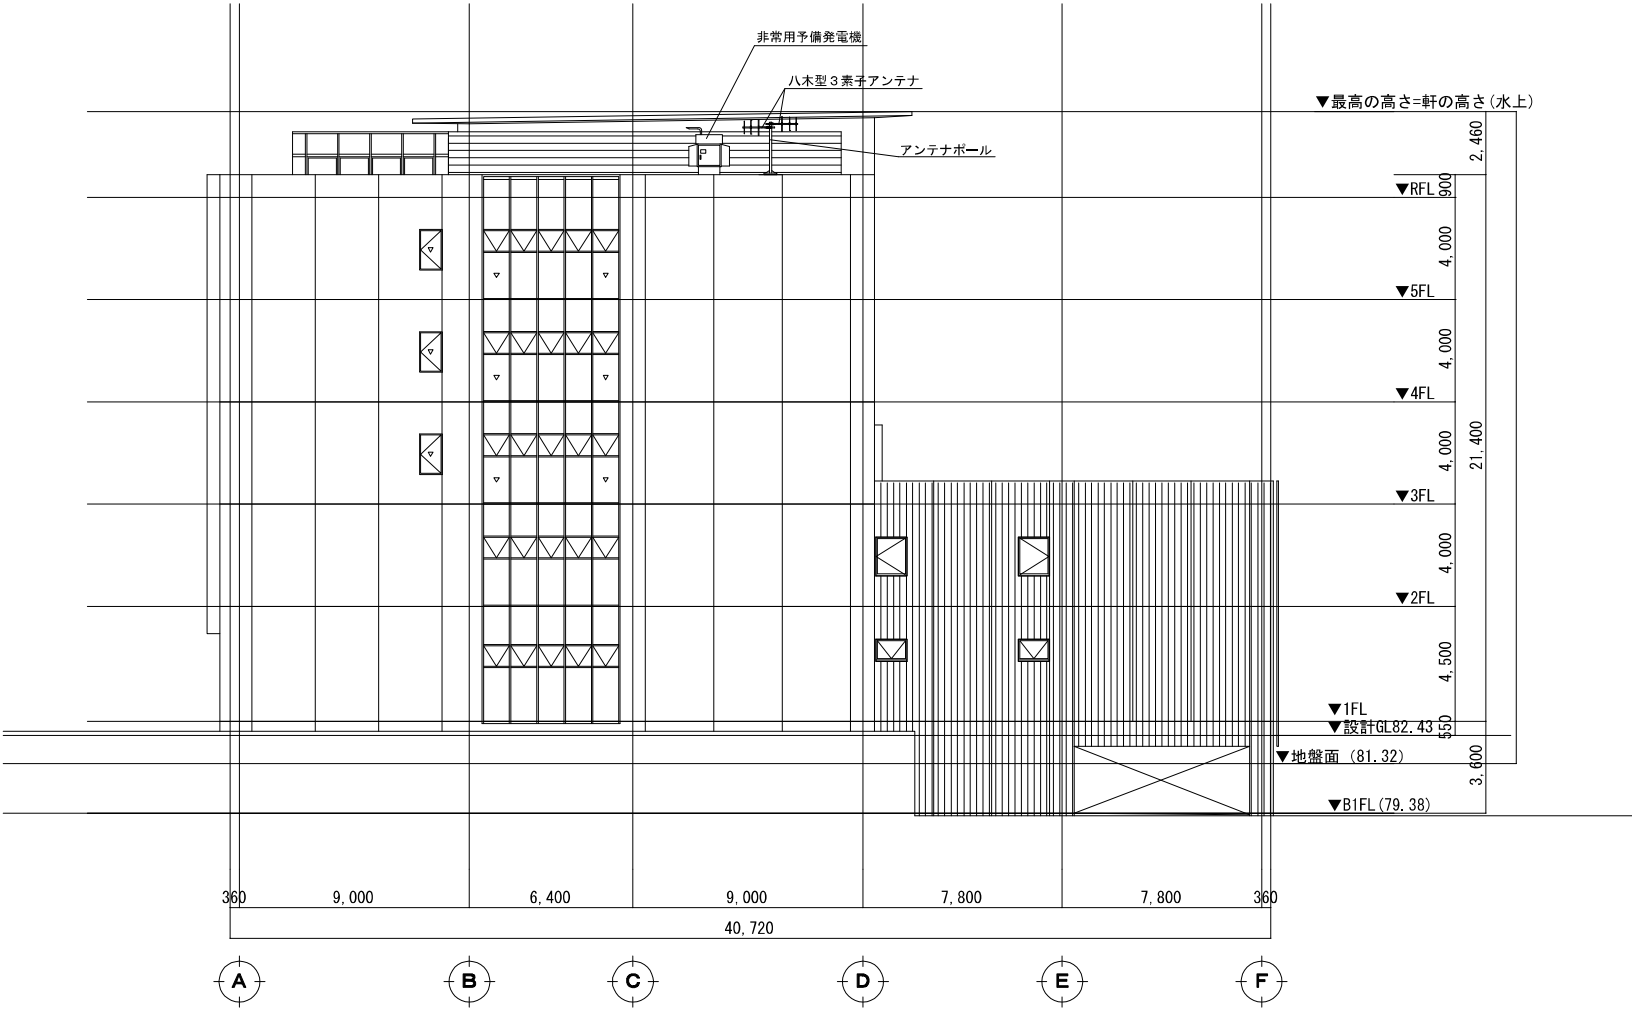 非常用予備発電機
八木型３素子アンテナ
▼最高の高さ=軒の高さ(水上)
2,460
アンテナポール
▼RFL
900
4,000
▼5FL
4,000
▼4FL
4,000
21,400
▼3FL
4,000
▼2FL
4,500
▼1FL
▼設計GL82.43
550
▼地盤面 (81.32)
3,600
▼B1FL(79.38)
360
9,000
6,400
9,000
7,800
7,800
360
40,720
A
B
C
D
E
F